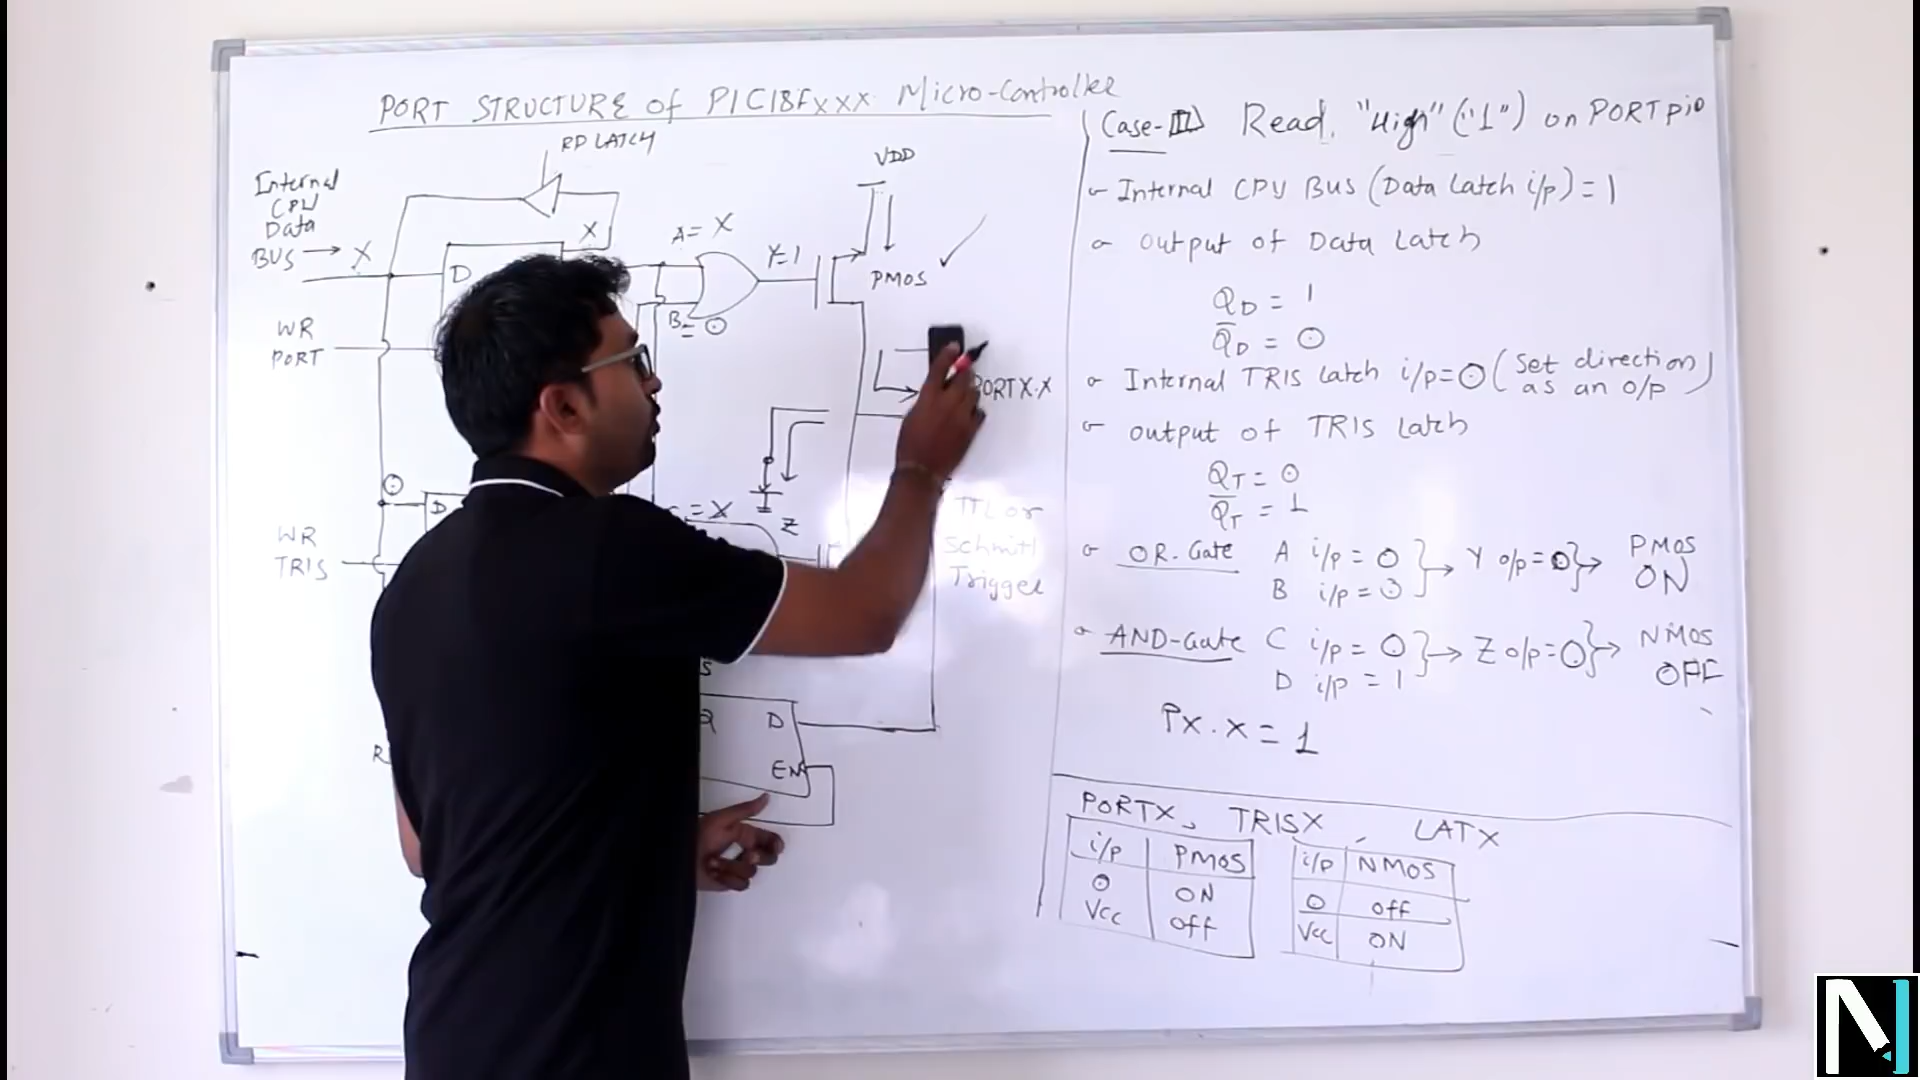 PORT STRUCTURE of PIC18FXXX Micro-Controller
RD LATCH
Internal
CPU
Data
BUS → X
X
D
WR
PORT
A = X
B = 0
Y=1
VDD
PMOS
PORTX.X
0
D
WR
TRIS
= X
Z
TTL or
Schmitt
Trigger
S
Q
D
EN
R
Case-III Read "High" ("1") on PORT pin
Internal CPU BUS (Data Latch i/p) = 1
Output of Data Latch
QD = 1
Q̅D = 0
Internal TRIS Latch i/p = 0 (Set direction
as an o/p)
Output of TRIS Latch
QT = 0
Q̅T = 1
OR-Gate A i/p = 0 } → Y o/p = 0 } → PMOS
B i/p = 0 ON
AND-Gate C i/p = 0 } → Z o/p = 0 } → NMOS
D i/p = 1 OFF
PX.X = 1
PORTX, TRISX, LATX
i/p PMOS
0 ON
Vcc Off
i/p NMOS
0 Off
Vcc ON
N